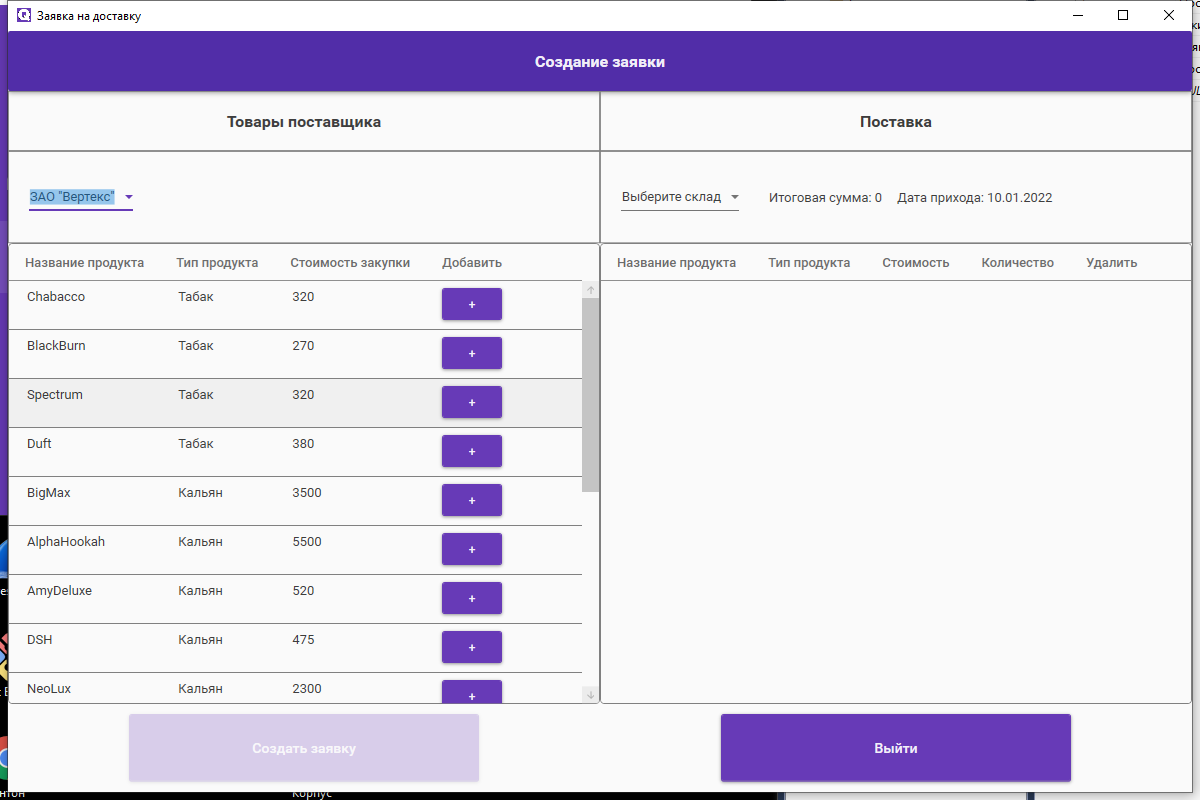 Заявка на доставку
Создание заявки
Товары поставщика
Поставка
ЗАО "Вертекс"
Выберите склад Итоговая сумма: 0 Дата прихода: 10.01.2022
Название продукта Тип продукта Стоимость закупки Добавить
Название продукта Тип продукта Стоимость Количество Удалить
Chabacco Табак 320 +
BlackBurn Табак 270 +
Spectrum Табак 320 +
Duft Табак 380 +
BigMax Кальян 3500 +
AlphaHookah Кальян 5500 +
AmyDeluxe Кальян 520 +
DSH Кальян 475 +
NeoLux Кальян 2300 +
Создать заявку
Выйти
Корпус